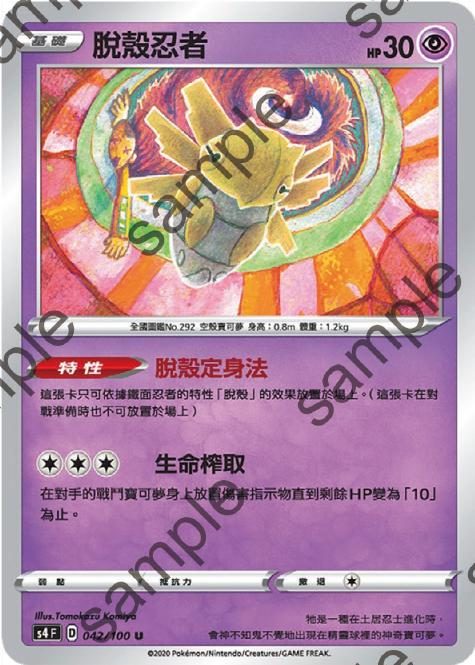 基礎 脫殼忍者 HP30
全國圖鑑No.292 空殼寶可夢 身高：0.8m 體重：1.2kg
特性 脫殼定身法
這張卡只可依據鐵面忍者的特性「脫殼」的效果放置於場上。（這張卡在對
戰準備時也不可放置於場上）
生命榨取
在對手的戰鬥寶可夢身上放置傷害指示物直到剩餘HP變為「10」
為止。
弱點 抵抗力 撤退
Illus.Tomokazu Komiya
s4 F D 042/100 U
牠是一種在土居忍士進化時，
會神不知鬼不覺地出現在精靈球裡的神奇寶可夢。
©2020 Pokémon/Nintendo/Creatures/GAME FREAK.
sample
sample
sample
sample
sample
sample
sample